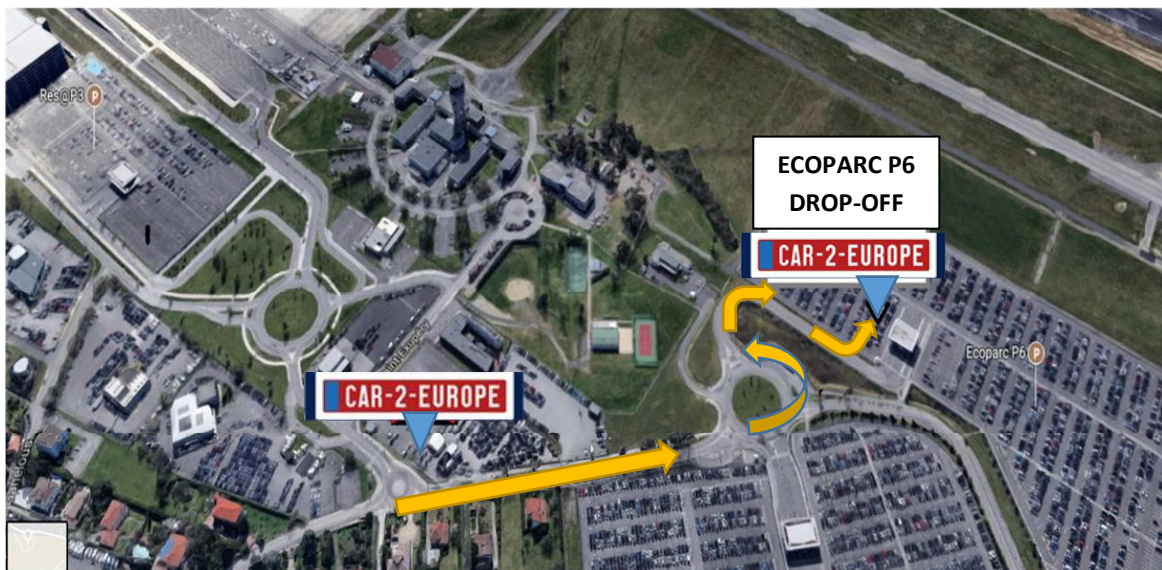 Res@P3 P
ECOPARC P6
DROP-OFF
CAR-2-EUROPE
Ecoparc P6 P
CAR-2-EUROPE